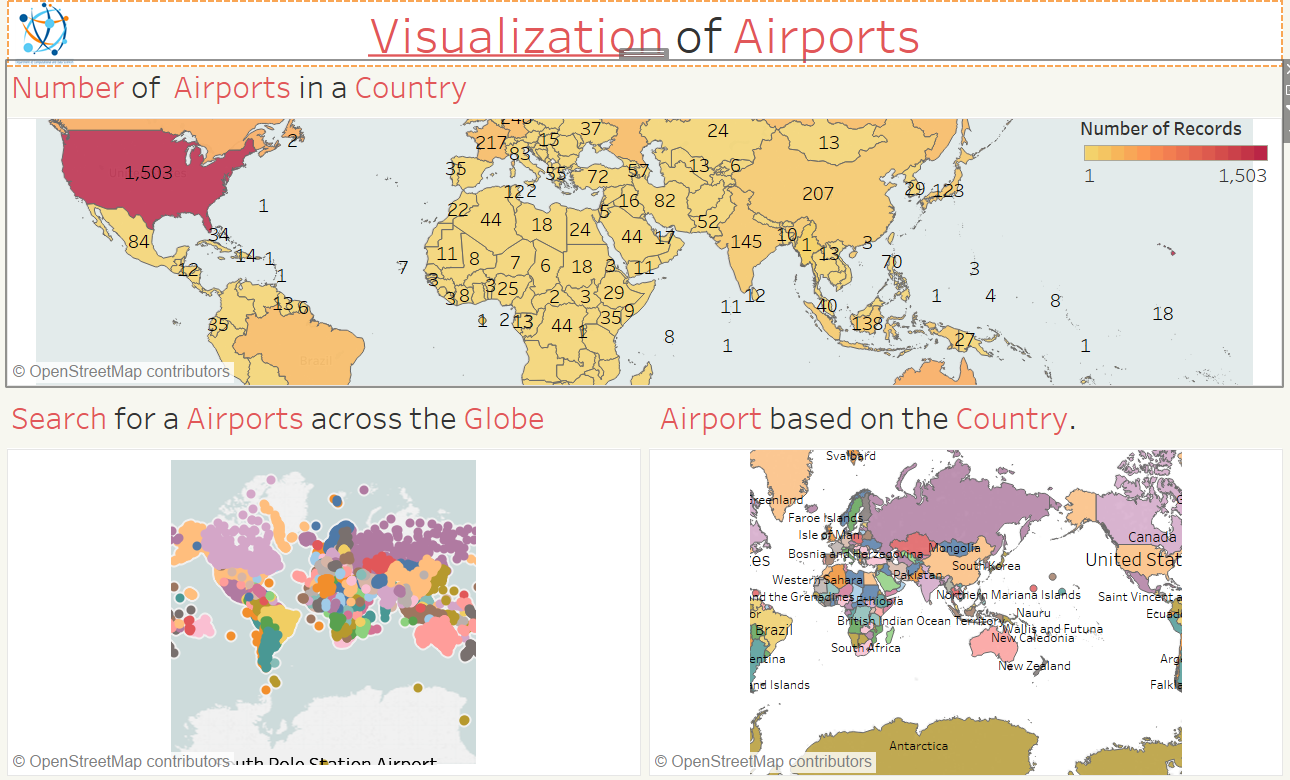 Visualization of Airports
Number of Airports in a Country
Number of Records
1
1,503
37
24
13
2
217
15
83
1,503
35
55
72
57
13
6
16
82
207
29
123
122
1
22
44
18
24
5
52
34
84
44
17
145
10
1
13
3
14
1
11
8
7
6
18
3
11
70
7
12
1
3
3
3
25
2
3
29
11
12
1
4
8
13
6
3
8
40
18
35
1
2
13
44
1
35
9
138
27
8
1
1
Brazil
© OpenStreetMap contributors
Search for a Airports across the Globe
Airport based on the Country.
Svalbard
Faroe Islands
Isle of Man
Canada
Bosnia and Herzegovina
Mongolia
South Korea
United Stat
Western Sahara
Pakistan
nd the Grenadines
Ethiopia
Northern Mariana Islands
Saint Vincent a
Nauru
Ecuad
British Indian Ocean Territory
Brazil
Wallis and Futuna
New Caledonia
South Africa
entina
New Zealand
Arg
nd Islands
Falkla
Antarctica
© OpenStreetMap contributors
uth Pole Station Airport
© OpenStreetMap contributors